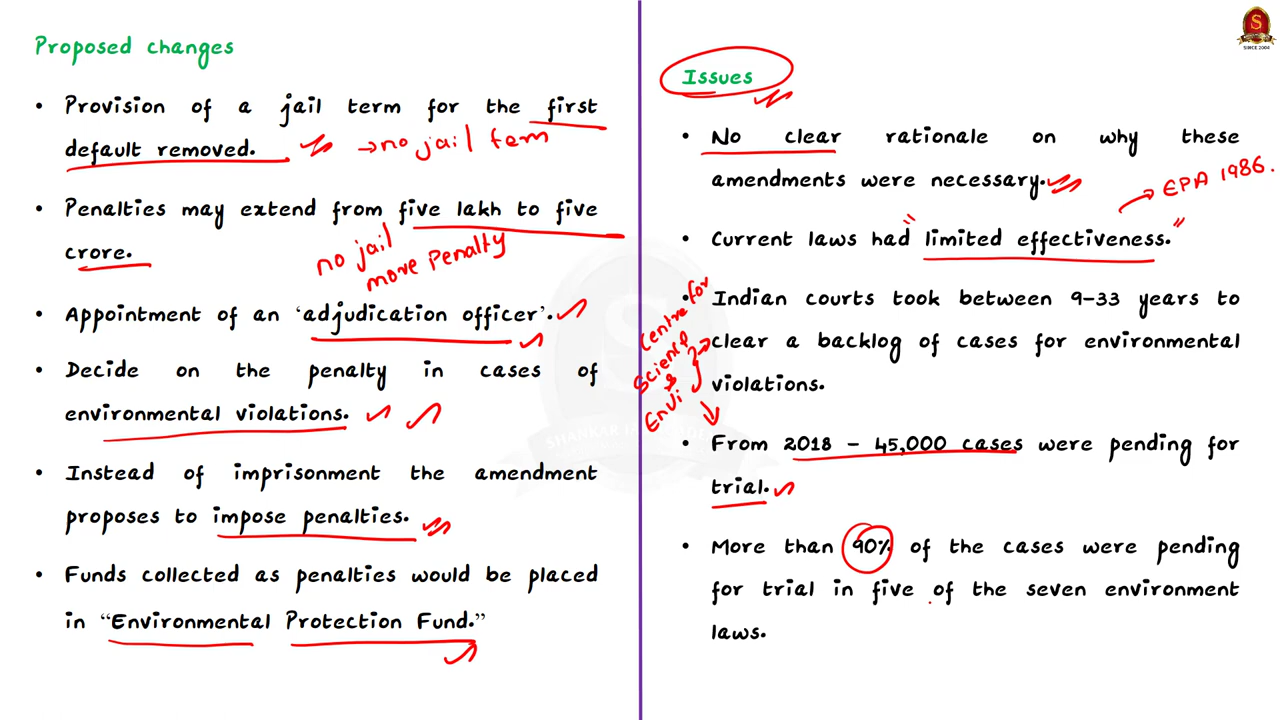 Proposed changes
• Provision of a jail term for the first
default removed. → no jail term
• Penalties may extend from five lakh to five
crore.
no jail
more penalty
• Appointment of an 'adjudication officer'.
• Decide on the penalty in cases of
environmental violations.
• Instead of imprisonment the amendment
proposes to impose penalties.
• Funds collected as penalties would be placed
in "Environmental Protection Fund."
S
SINCE 2004
Issues
• No clear rationale on why these
amendments were necessary.
→ EPA 1986.
• Current laws had "limited effectiveness."
• Indian courts took between 9-33 years to
clear a backlog of cases for environmental
violations.
Centre for
Science
&
Envi
• From 2018 - 45,000 cases were pending for
trial.
• More than 90% of the cases were pending
for trial in five of the seven environment
laws.